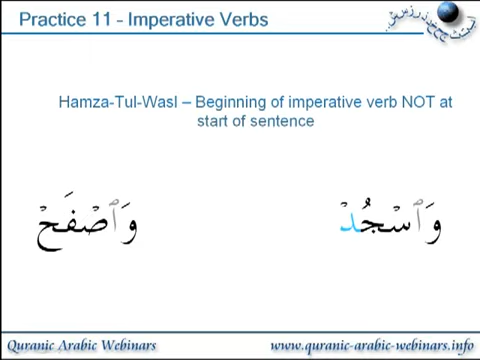 Practice 11 - Imperative Verbs
Hamza-Tul-Wasl – Beginning of imperative verb NOT at
start of sentence
وَٱسْجُدْ
وَٱصْفَحْ
Quranic Arabic Webinars
www.quranic-arabic-webinars.info